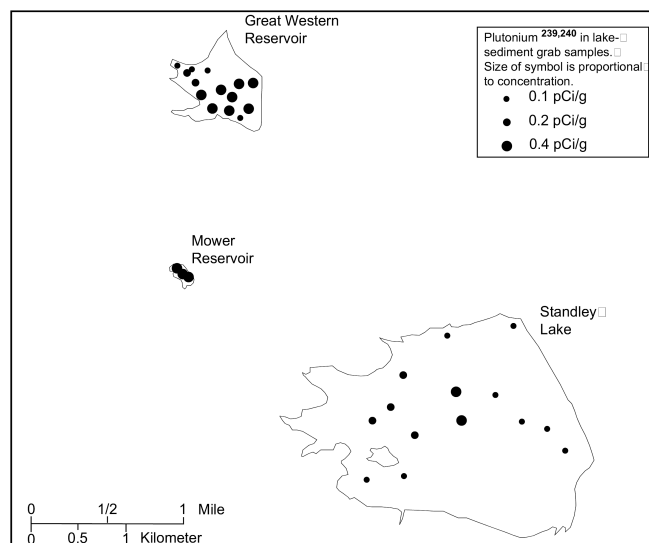 Great Western
Reservoir
Plutonium 239,240 in lake-
sediment grab samples.
Size of symbol is proportional
to concentration.
0.1 pCi/g
0.2 pCi/g
0.4 pCi/g
Mower
Reservoir
Standley
Lake
0 1/2 1 Mile
0 0.5 1 Kilometer